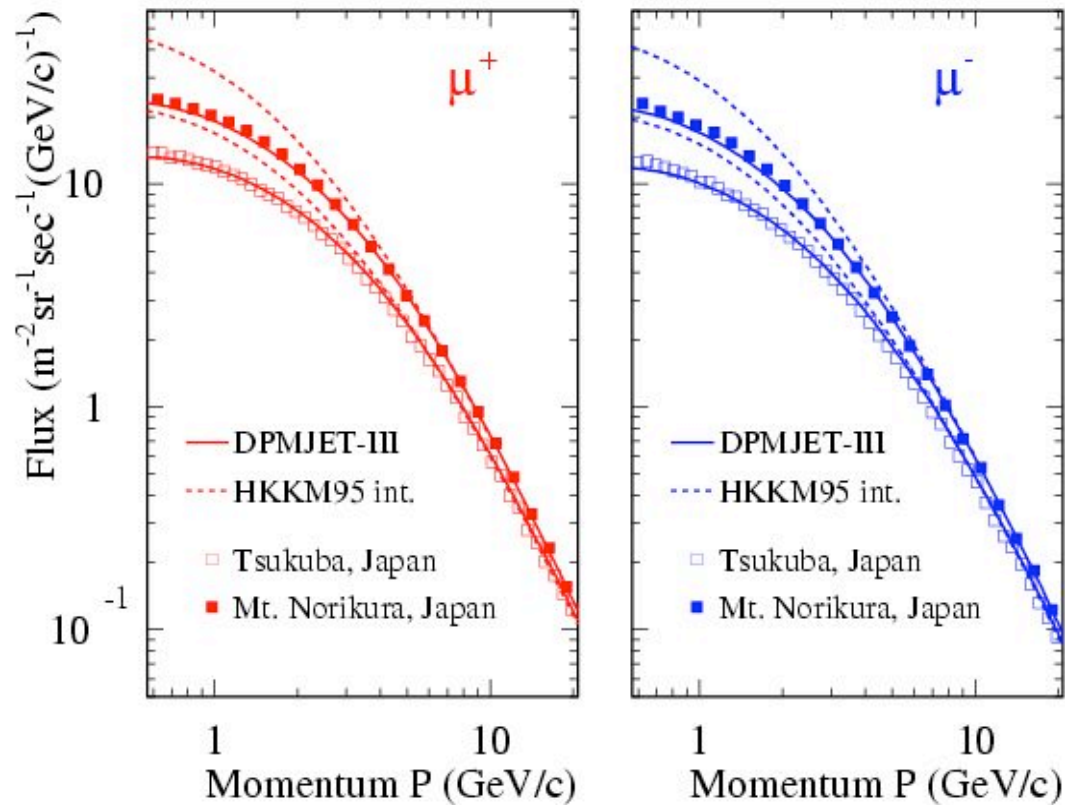 Flux (m⁻²sr⁻¹sec⁻¹(GeV/c)⁻¹)
10
1
10⁻¹
μ⁺
DPMJET-III
HKKM95 int.
Tsukuba, Japan
Mt. Norikura, Japan
1 10
Momentum P (GeV/c)
μ⁻
DPMJET-III
HKKM95 int.
Tsukuba, Japan
Mt. Norikura, Japan
1 10
Momentum P (GeV/c)